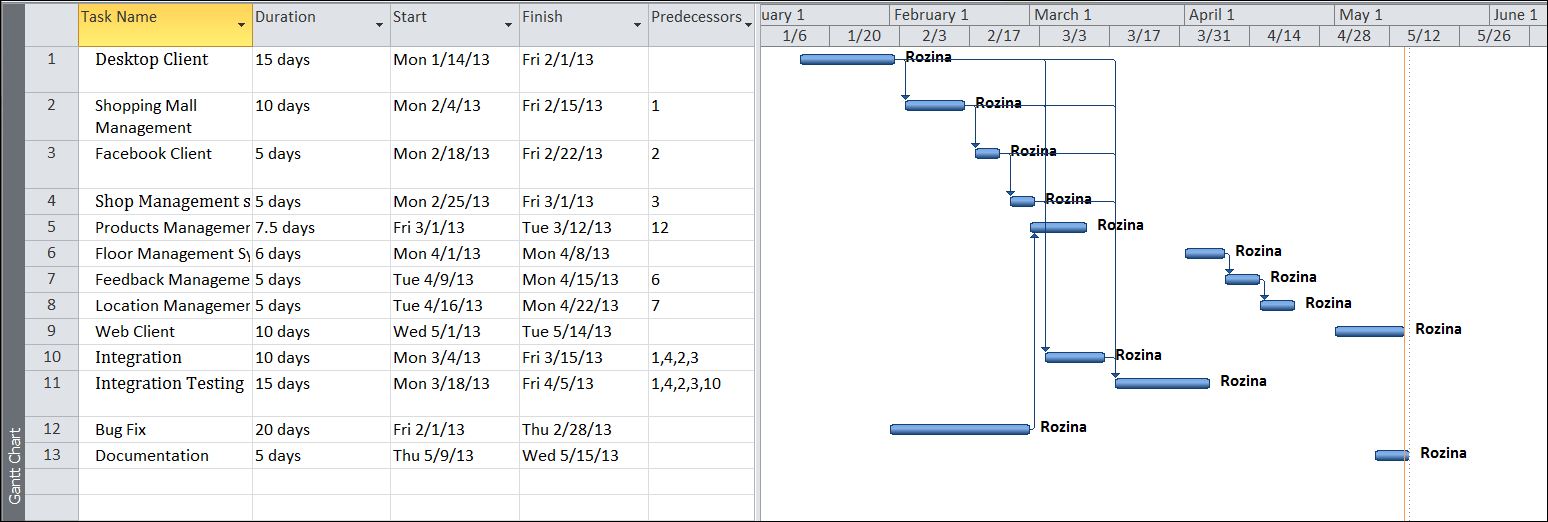 Task Name Duration Start Finish Predecessors
uary 1 February 1 March 1 April 1 May 1 June 1
1/6 1/20 2/3 2/17 3/3 3/17 3/31 4/14 4/28 5/12 5/26
1 Desktop Client 15 days Mon 1/14/13 Fri 2/1/13 Rozina
2 Shopping Mall 10 days Mon 2/4/13 Fri 2/15/13 1 Rozina
Management
3 Facebook Client 5 days Mon 2/18/13 Fri 2/22/13 2 Rozina
4 Shop Management s 5 days Mon 2/25/13 Fri 3/1/13 3 Rozina
5 Products Managemer 7.5 days Fri 3/1/13 Tue 3/12/13 12 Rozina
6 Floor Management Sy 6 days Mon 4/1/13 Mon 4/8/13 Rozina
7 Feedback Manageme 5 days Tue 4/9/13 Mon 4/15/13 6 Rozina
8 Location Managemer 5 days Tue 4/16/13 Mon 4/22/13 7 Rozina
9 Web Client 10 days Wed 5/1/13 Tue 5/14/13 Rozina
10 Integration 10 days Mon 3/4/13 Fri 3/15/13 1,4,2,3 Rozina
11 Integration Testing 15 days Mon 3/18/13 Fri 4/5/13 1,4,2,3,10 Rozina
12 Bug Fix 20 days Fri 2/1/13 Thu 2/28/13 Rozina
13 Documentation 5 days Thu 5/9/13 Wed 5/15/13 Rozina
Gantt Chart